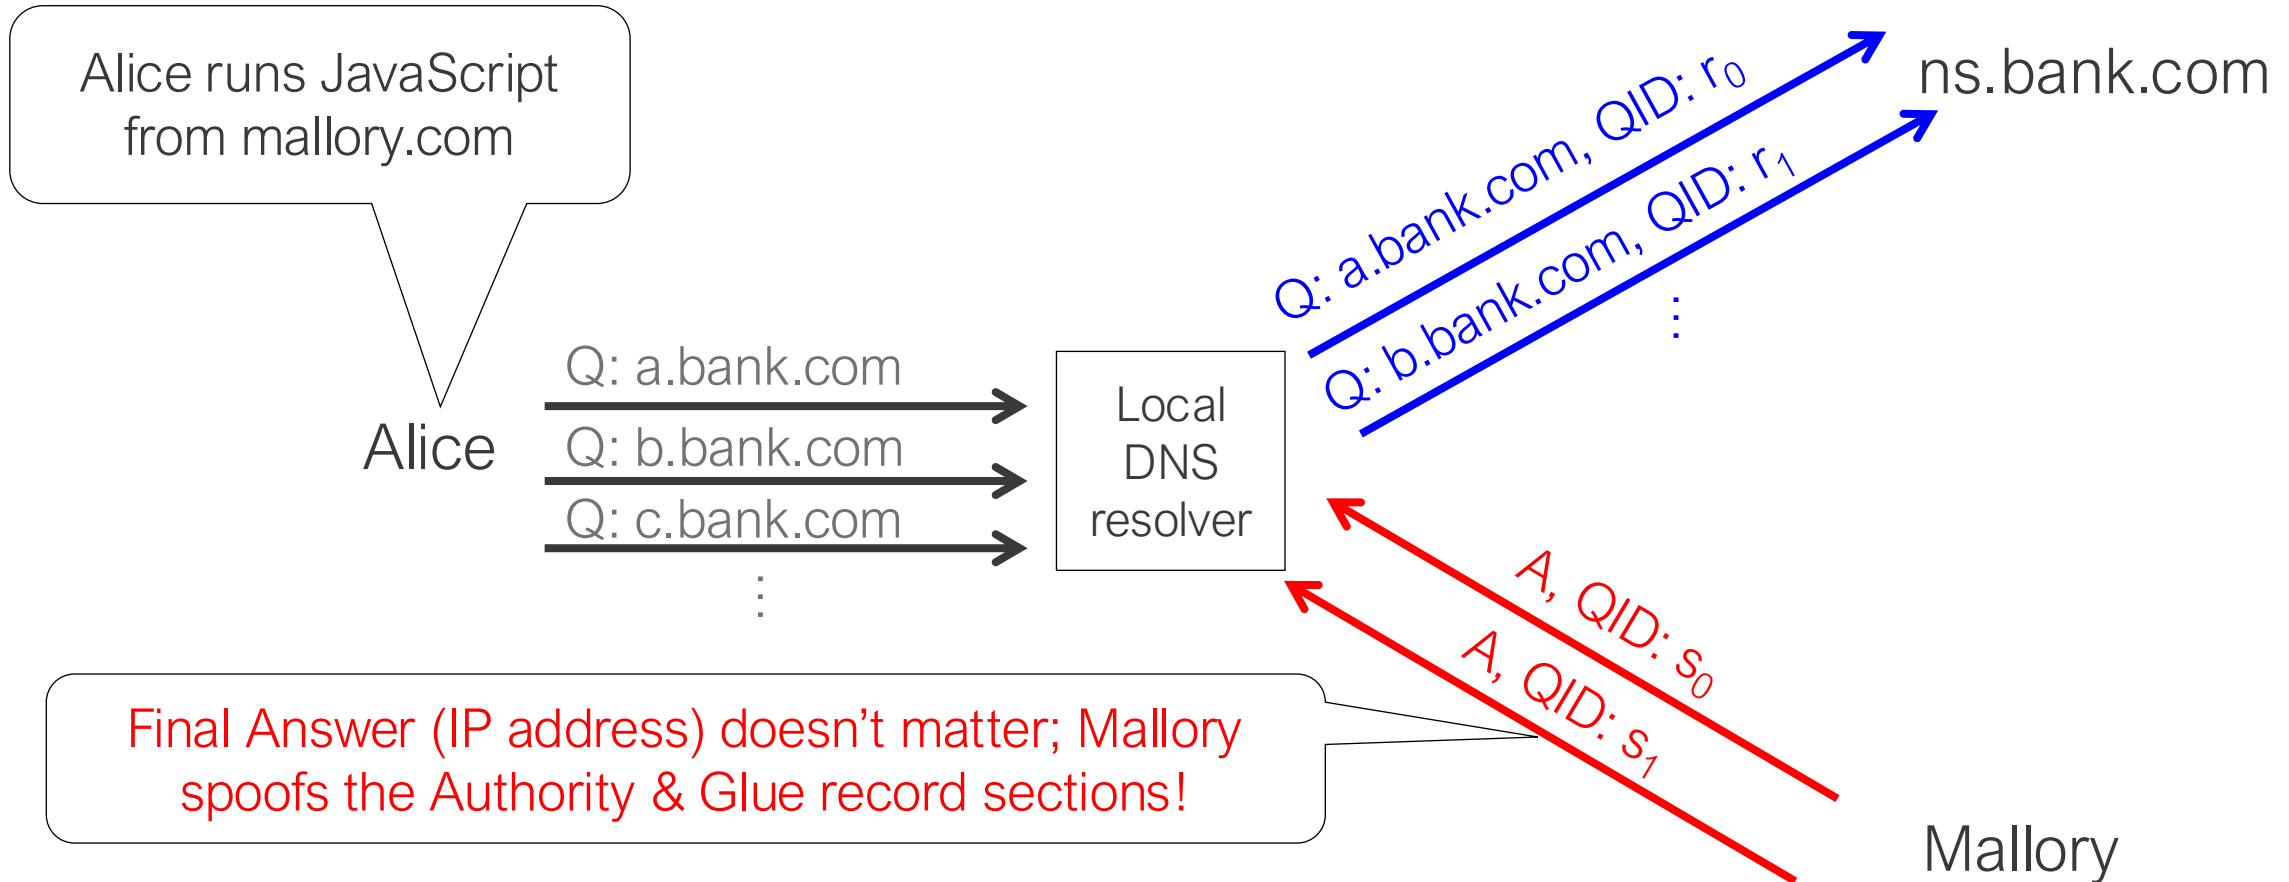 Alice runs JavaScript
from mallory.com
ns.bank.com
Q: a.bank.com, QID: r₀
Q: b.bank.com, QID: r₁
⋮
Q: a.bank.com
Q: b.bank.com
Q: c.bank.com
⋮
Alice
Local
DNS
resolver
A, QID: s₀
A, QID: s₁
Final Answer (IP address) doesn’t matter; Mallory
spoofs the Authority & Glue record sections!
Mallory